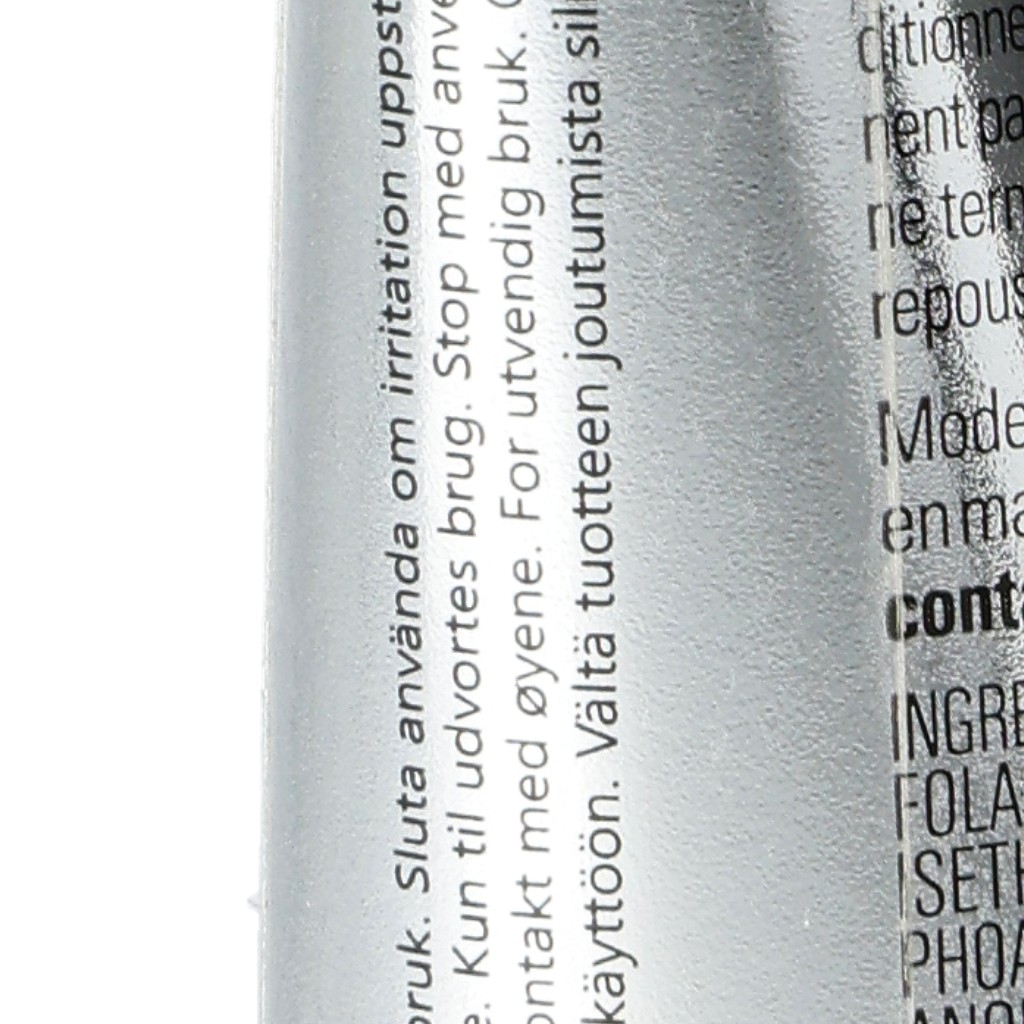 bruk. Sluta använda om irritation uppst
e. Kun til udvortes brug. Stop med anve
ontakt med øyene. For utvendig bruk.
käyttöön. Vältä tuotteen joutumista sil
ditionne
nent pa
ne term
repous
Mode
en ma
conta
INGRE
FOLA
ISETH
PHOA